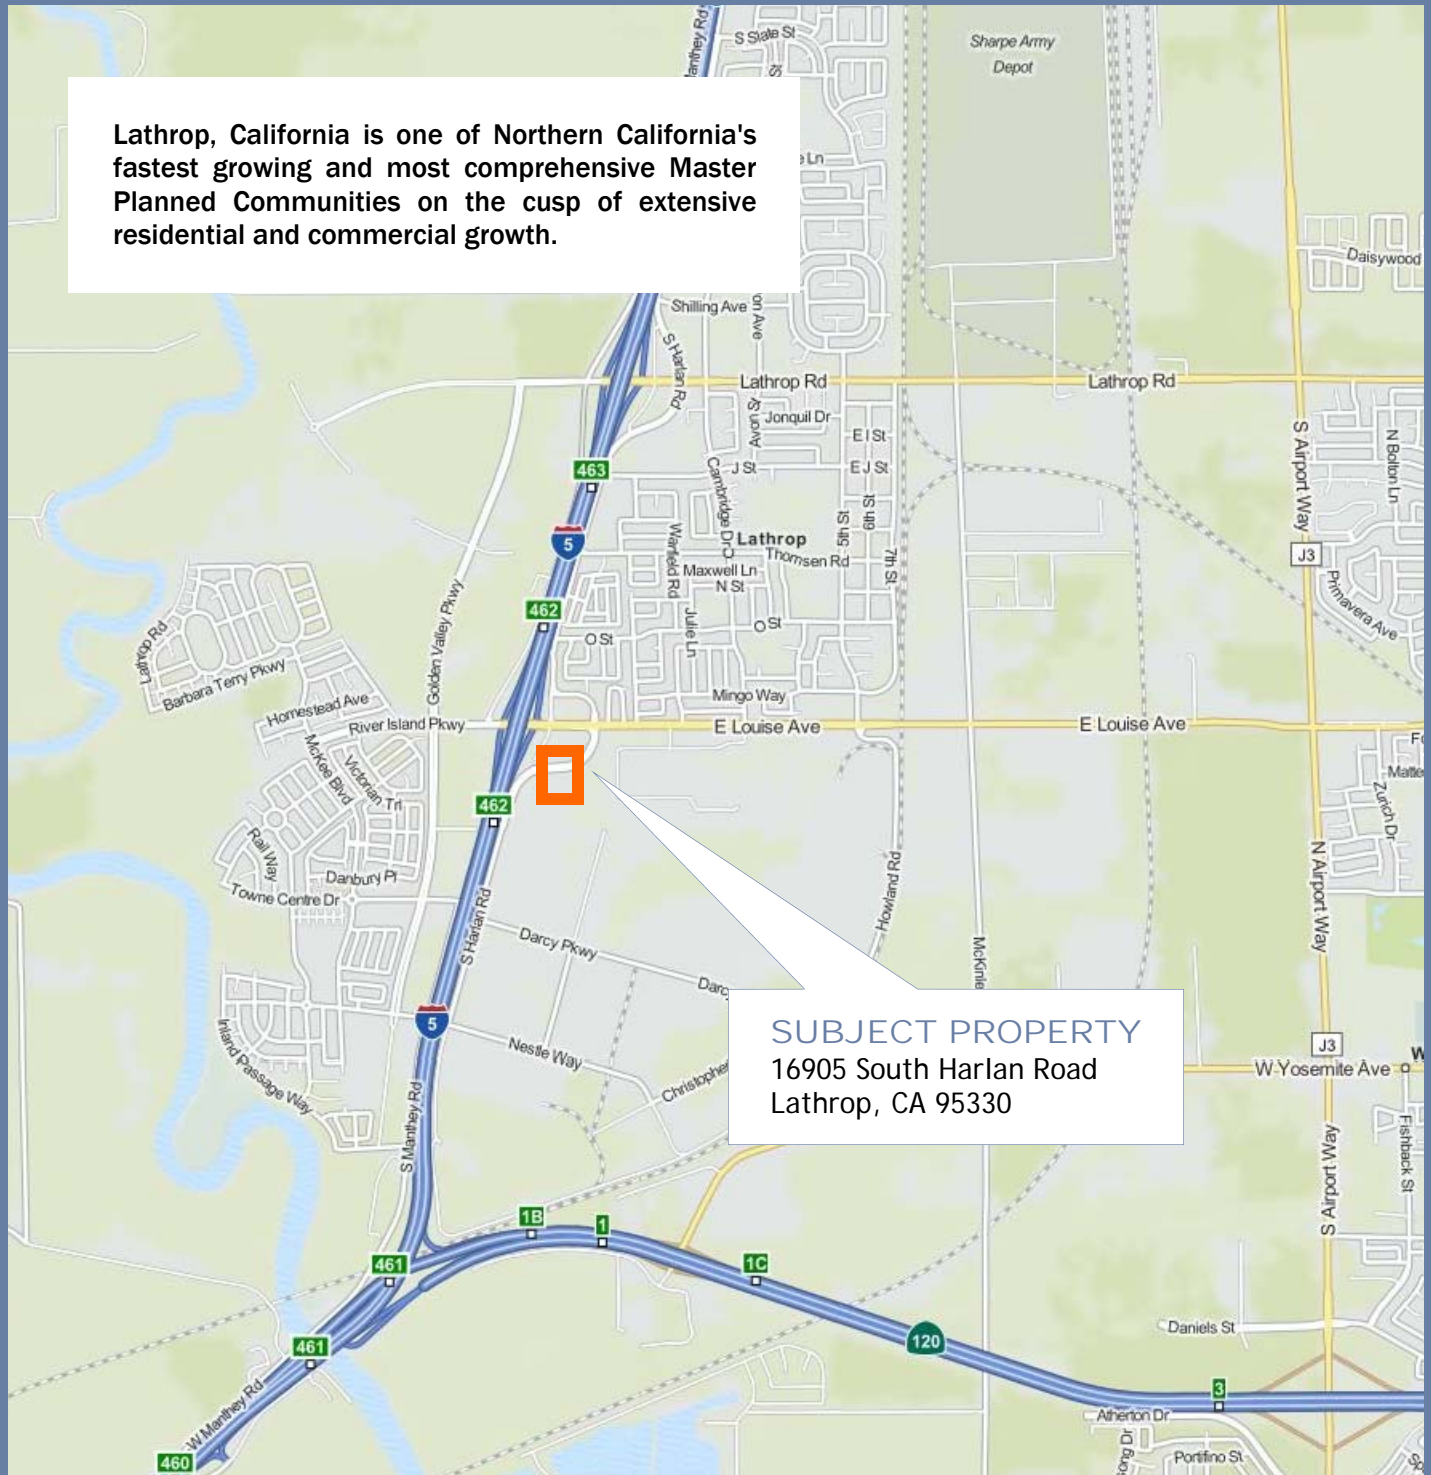 S Manthey Rd
S State St
Sharpe Army
Depot
Lathrop, California is one of Northern California's
fastest growing and most comprehensive Master
Planned Communities on the cusp of extensive
residential and commercial growth.
Ln
Daisywood
Shilling Ave
S Harlan Rd
Lathrop Rd
Lathrop Rd
Avon St
Jonquil Dr
E I St
S Airport Way
N Bolton Ln
463
J St
E J St
Cambridge Dr
6th St
5th St
5
Lathrop
Thomsen Rd
7th St
J3
Warfield Rd
Maxwell Ln
N St
Primavera Ave
Golden Valley Pkwy
462
Julie Ln
O St
O St
Lathrop Rd
Barbara Terry Pkwy
Mingo Way
Homestead Ave
River Island Pkwy
E Louise Ave
E Louise Ave
McKee Blvd
Victorian Trl
Zurich Dr
462
Rail Way
Danbury Pl
Towne Centre Dr
Howland Rd
N Airport Way
S Harlan Rd
Darcy Pkwy
Inland Passage Way
5
Nestle Way
SUBJECT PROPERTY
16905 South Harlan Road
Lathrop, CA 95330
J3
W Yosemite Ave
Christopher
S Manthey Rd
Fishback St
S Airport Way
1B
1
461
1C
120
Daniels St
461
3
W Manthey Rd
Atherton Dr
460
Portifino St